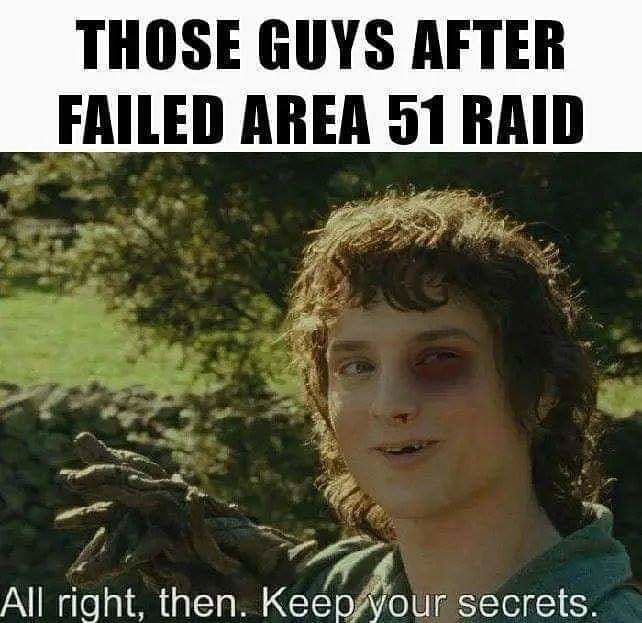 THOSE GUYS AFTER
FAILED AREA 51 RAID
All right, then. Keep your secrets.